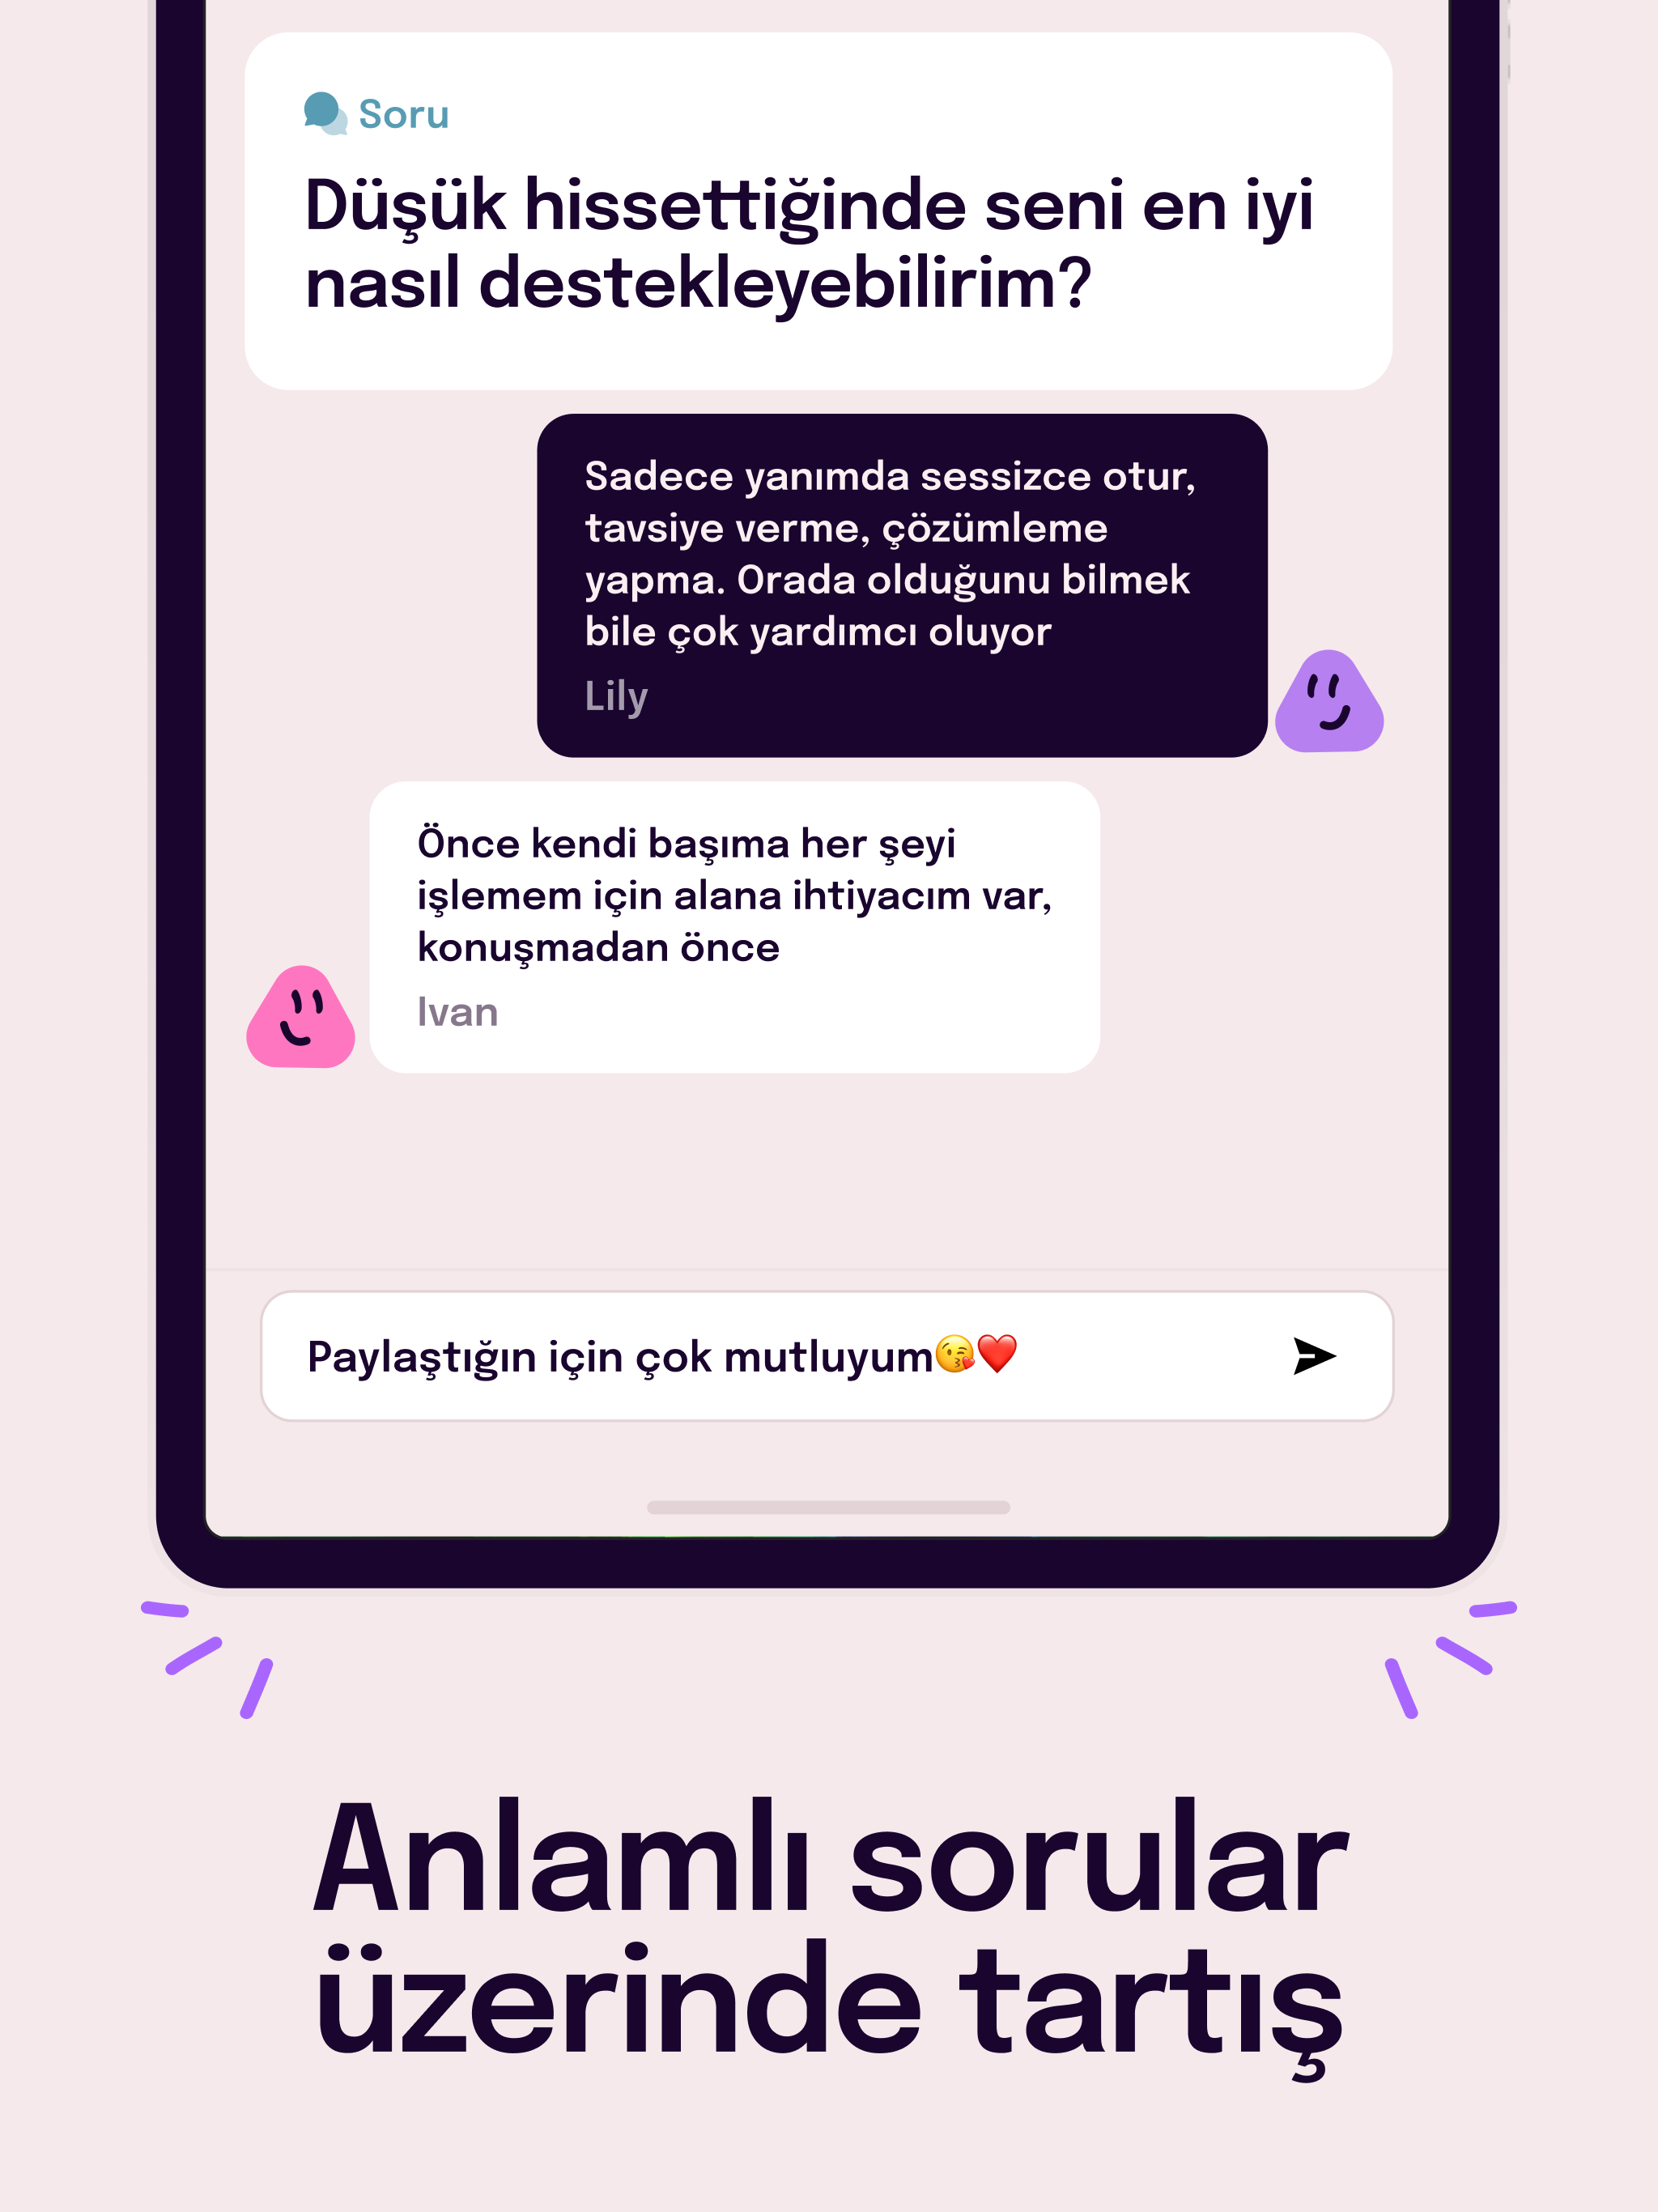 Soru
Düşük hissettiğinde seni en iyi
nasıl destekleyebilirim?
Sadece yanımda sessizce otur,
tavsiye verme, çözümleme
yapma. Orada olduğunu bilmek
bile çok yardımcı oluyor
Lily
Önce kendi başıma her şeyi
işlemem için alana ihtiyacım var,
konuşmadan önce
Ivan
Paylaştığın için çok mutluyum😘❤️
Anlamlı sorular
üzerinde tartış